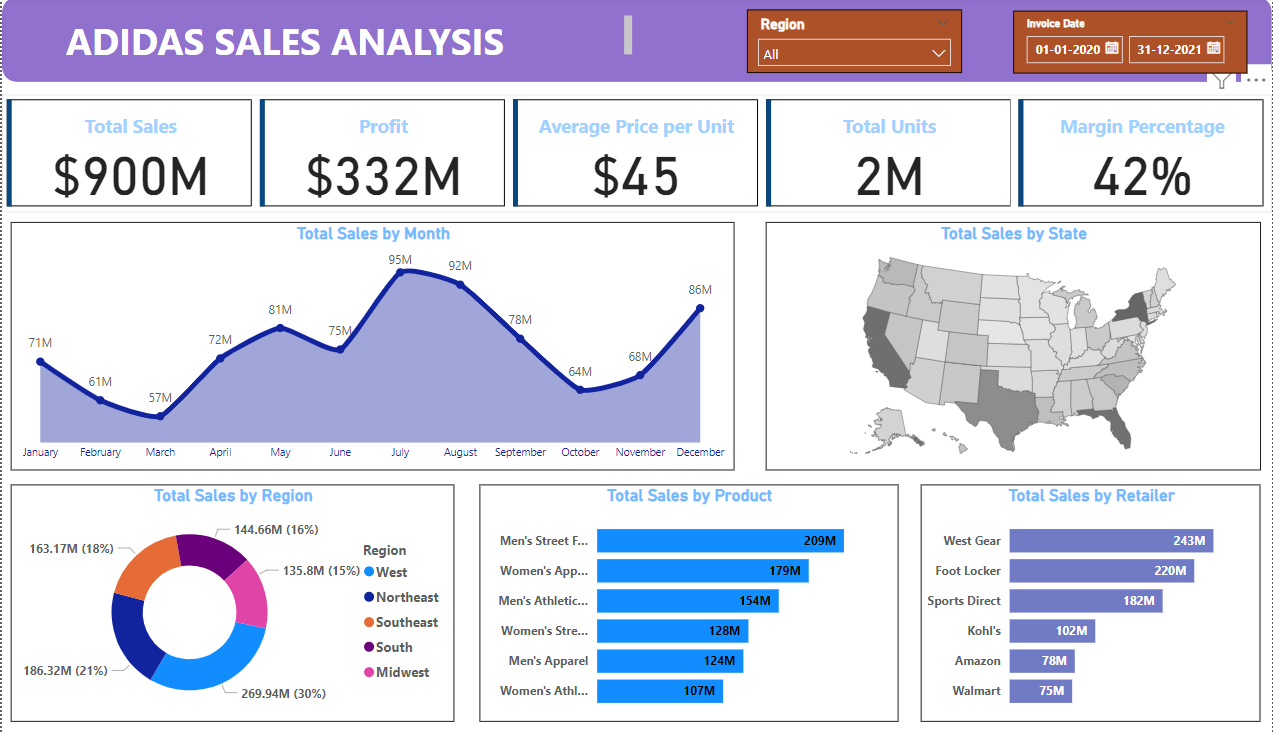 ADIDAS SALES ANALYSIS
Region
All
Invoice Date
01-01-2020 31-12-2021
Total Sales
$900M
Profit
$332M
Average Price per Unit
$45
Total Units
2M
Margin Percentage
42%
Total Sales by Month
71M
61M
57M
72M
81M
75M
95M
92M
78M
64M
68M
86M
January February March April May June July August September October November December
Total Sales by State
Total Sales by Region
144.66M (16%)
163.17M (18%)
135.8M (15%)
186.32M (21%)
269.94M (30%)
Region
West
Northeast
Southeast
South
Midwest
Total Sales by Product
Men's Street F... 209M
Women's App... 179M
Men's Athletic... 154M
Women's Stre... 128M
Men's Apparel 124M
Women's Athl... 107M
Total Sales by Retailer
West Gear 243M
Foot Locker 220M
Sports Direct 182M
Kohl's 102M
Amazon 78M
Walmart 75M